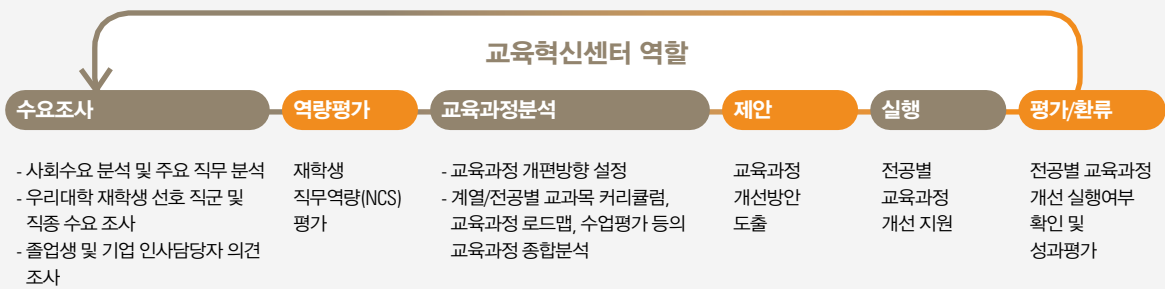 교육혁신센터 역할
수요조사
- 사회수요 분석 및 주요 직무 분석
- 우리대학 재학생 선호 직군 및
직종 수요 조사
- 졸업생 및 기업 인사담당자 의견
조사
역량평가
재학생
직무역량(NCS)
평가
교육과정분석
- 교육과정 개편방향 설정
- 계열/전공별 교과목 커리큘럼,
교육과정 로드맵, 수업평가 등의
교육과정 종합분석
제안
교육과정
개선방안
도출
실행
전공별
교육과정
개선 지원
평가/환류
전공별 교육과정
개선 실행여부
확인 및
성과평가